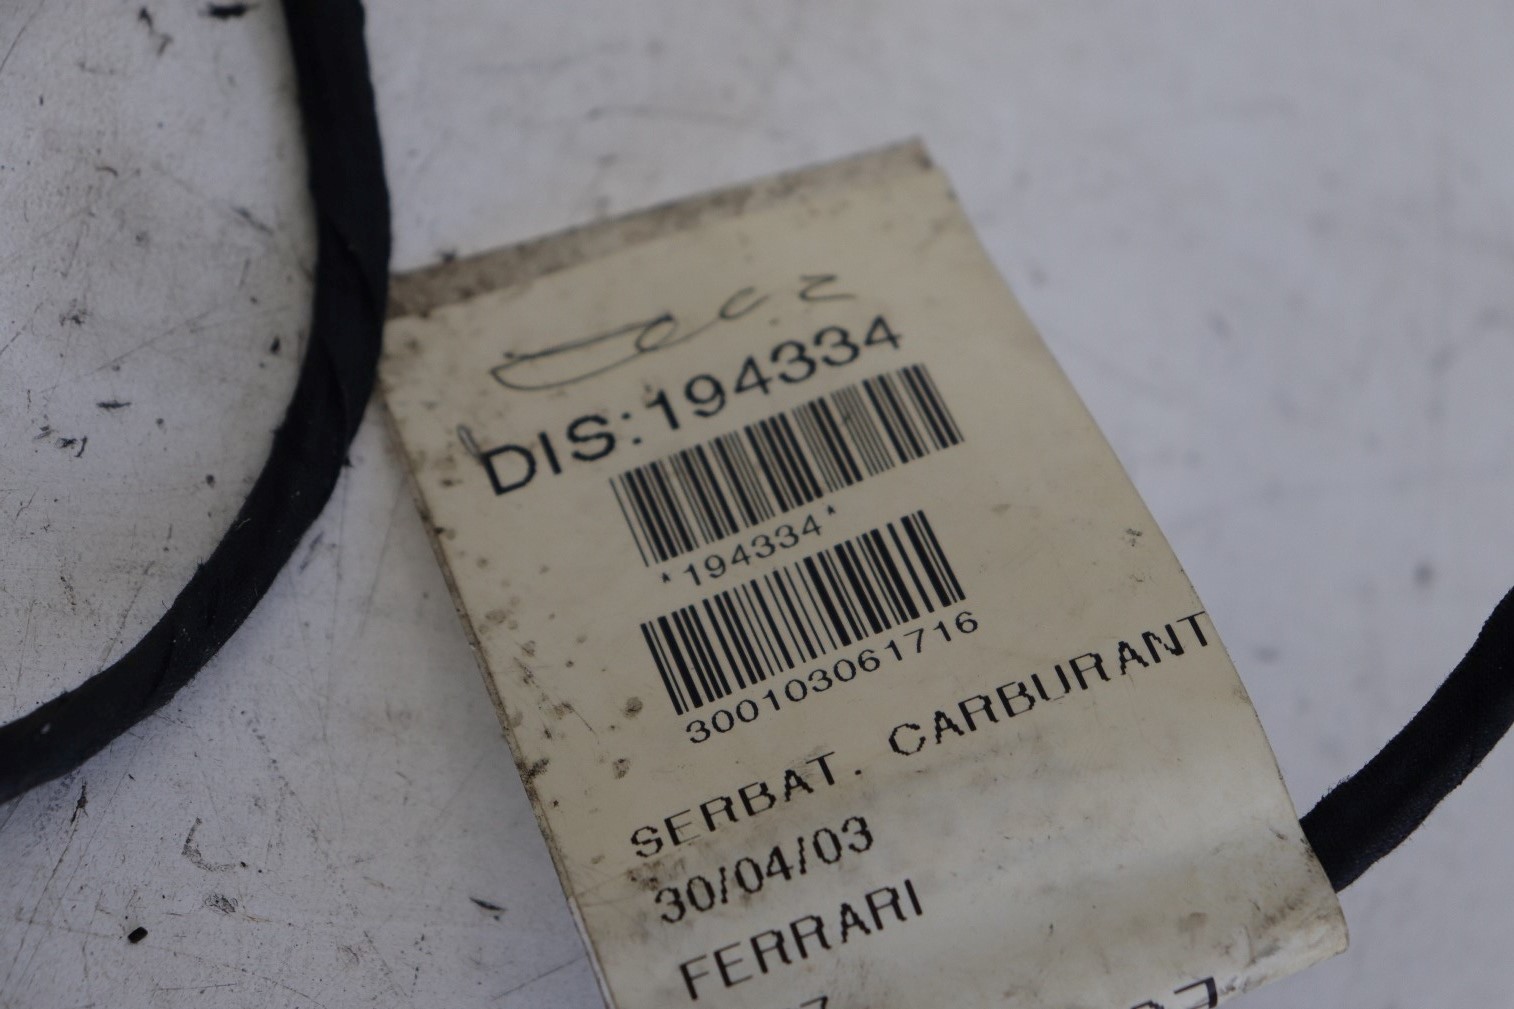 DIS:194334
*194334*
300103061716
SERBAT. CARBURANT
30/04/03
FERRARI